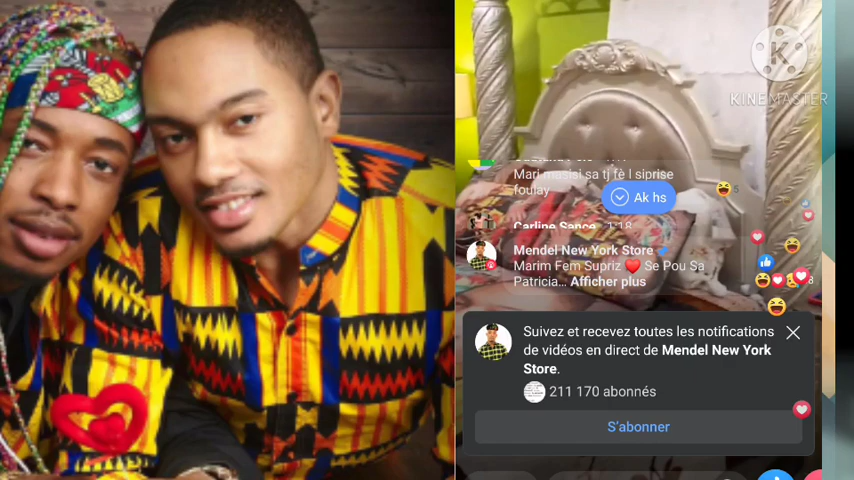 KINEMASTER
Mari masisi sa tj fè l siprise
foulay
Ak hs
Carline Sance 1:18
Mendel New York Store
Marim Fem Supriz ❤️ Se Pou Sa
Patricia... Afficher plus
Suivez et recevez toutes les notifications
de vidéos en direct de Mendel New York
Store.
211 170 abonnés
S'abonner